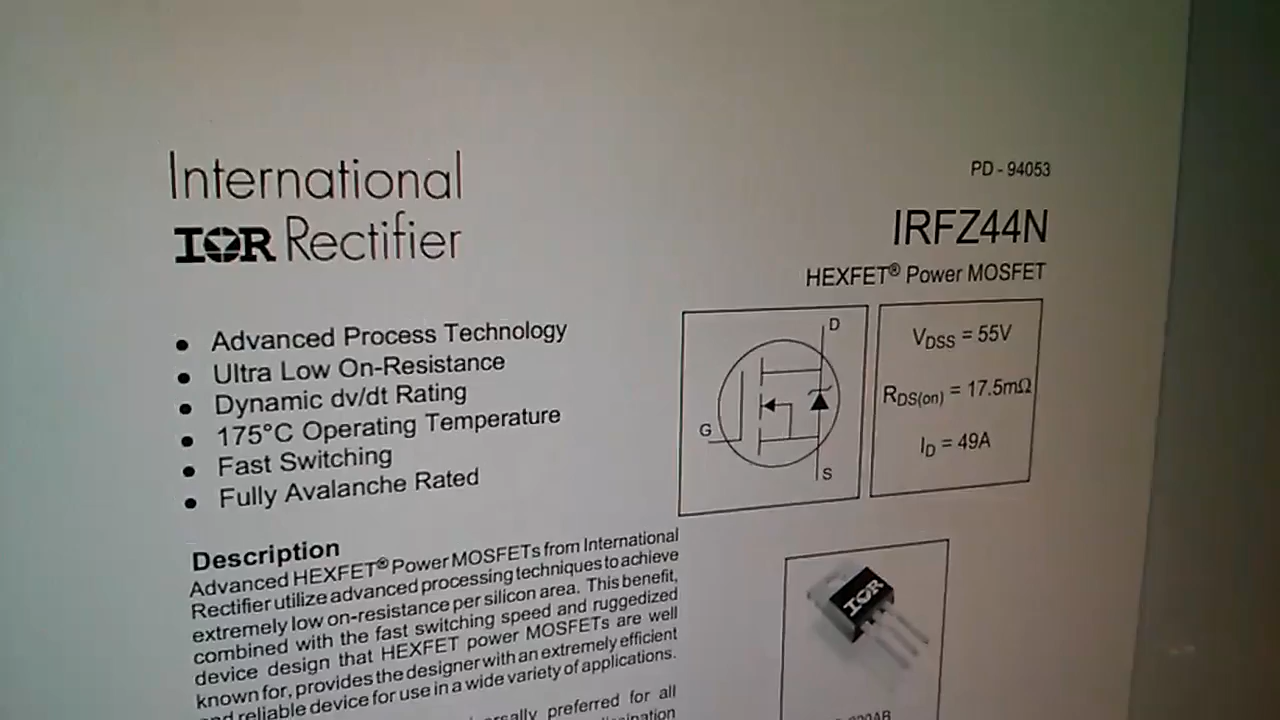 International
IOR Rectifier
PD - 94053
IRFZ44N
HEXFET® Power MOSFET
Advanced Process Technology
Ultra Low On-Resistance
Dynamic dv/dt Rating
175°C Operating Temperature
Fast Switching
Fully Avalanche Rated
D
G
S
VDSS = 55V
RDS(on) = 17.5mΩ
ID = 49A
Description
Advanced HEXFET® Power MOSFETs from International
Rectifier utilize advanced processing techniques to achieve
extremely low on-resistance per silicon area. This benefit,
combined with the fast switching speed and ruggedized
device design that HEXFET power MOSFETs are well
known for, provides the designer with an extremely efficient
and reliable device for use in a wide variety of applications.
preferred for all
IOR